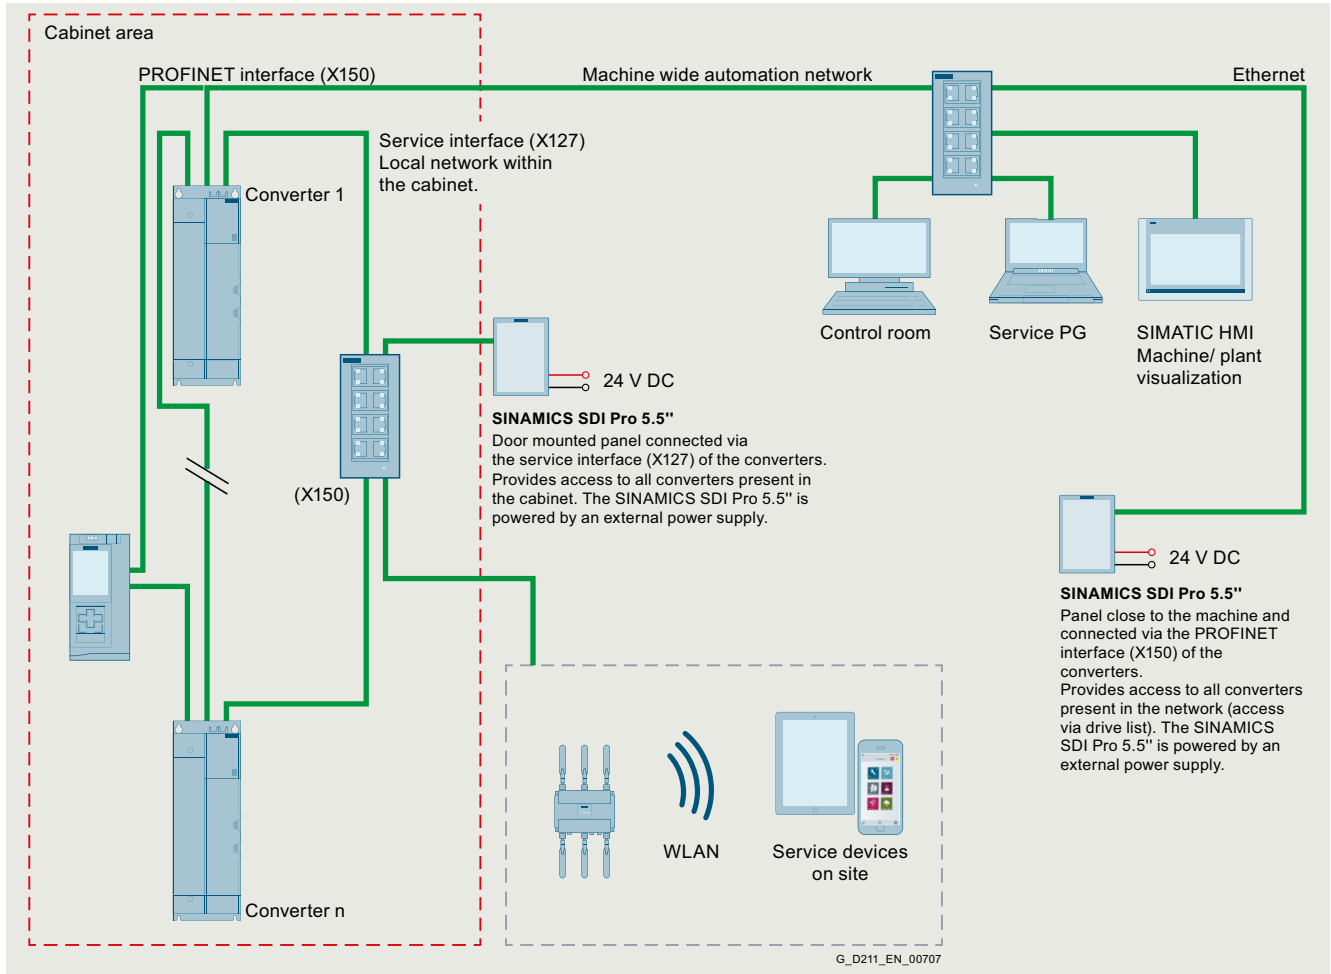 Cabinet area
PROFINET interface (X150)
Machine wide automation network
Ethernet
Service interface (X127)
Local network within
the cabinet.
Converter 1
Control room
Service PG
SIMATIC HMI
Machine/ plant
visualization
24 V DC
SINAMICS SDI Pro 5.5"
Door mounted panel connected via
the service interface (X127) of the converters.
Provides access to all converters present in
the cabinet. The SINAMICS SDI Pro 5.5" is
powered by an external power supply.
(X150)
24 V DC
SINAMICS SDI Pro 5.5"
Panel close to the machine and
connected via the PROFINET
interface (X150) of the
converters.
Provides access to all converters
present in the network (access
via drive list). The SINAMICS
SDI Pro 5.5" is powered by an
external power supply.
WLAN
Service devices
on site
Converter n
G_D211_EN_00707